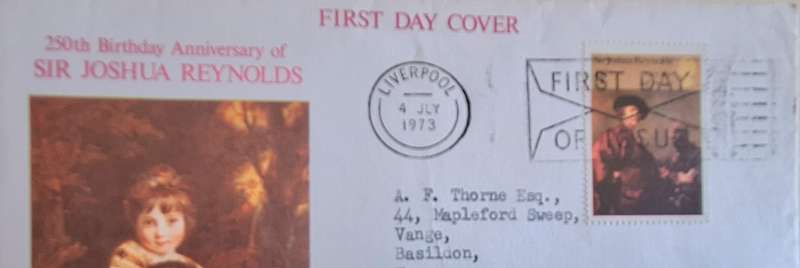 FIRST DAY COVER
250th Birthday Anniversary of
SIR JOSHUA REYNOLDS
LIVERPOOL
4 JLY
1973
FIRST DAY
OF ISSUE
Sir Joshua Reynolds
A. F. Thorne Esq.,
44, Mapleford Sweep,
Vange,
Basildon,